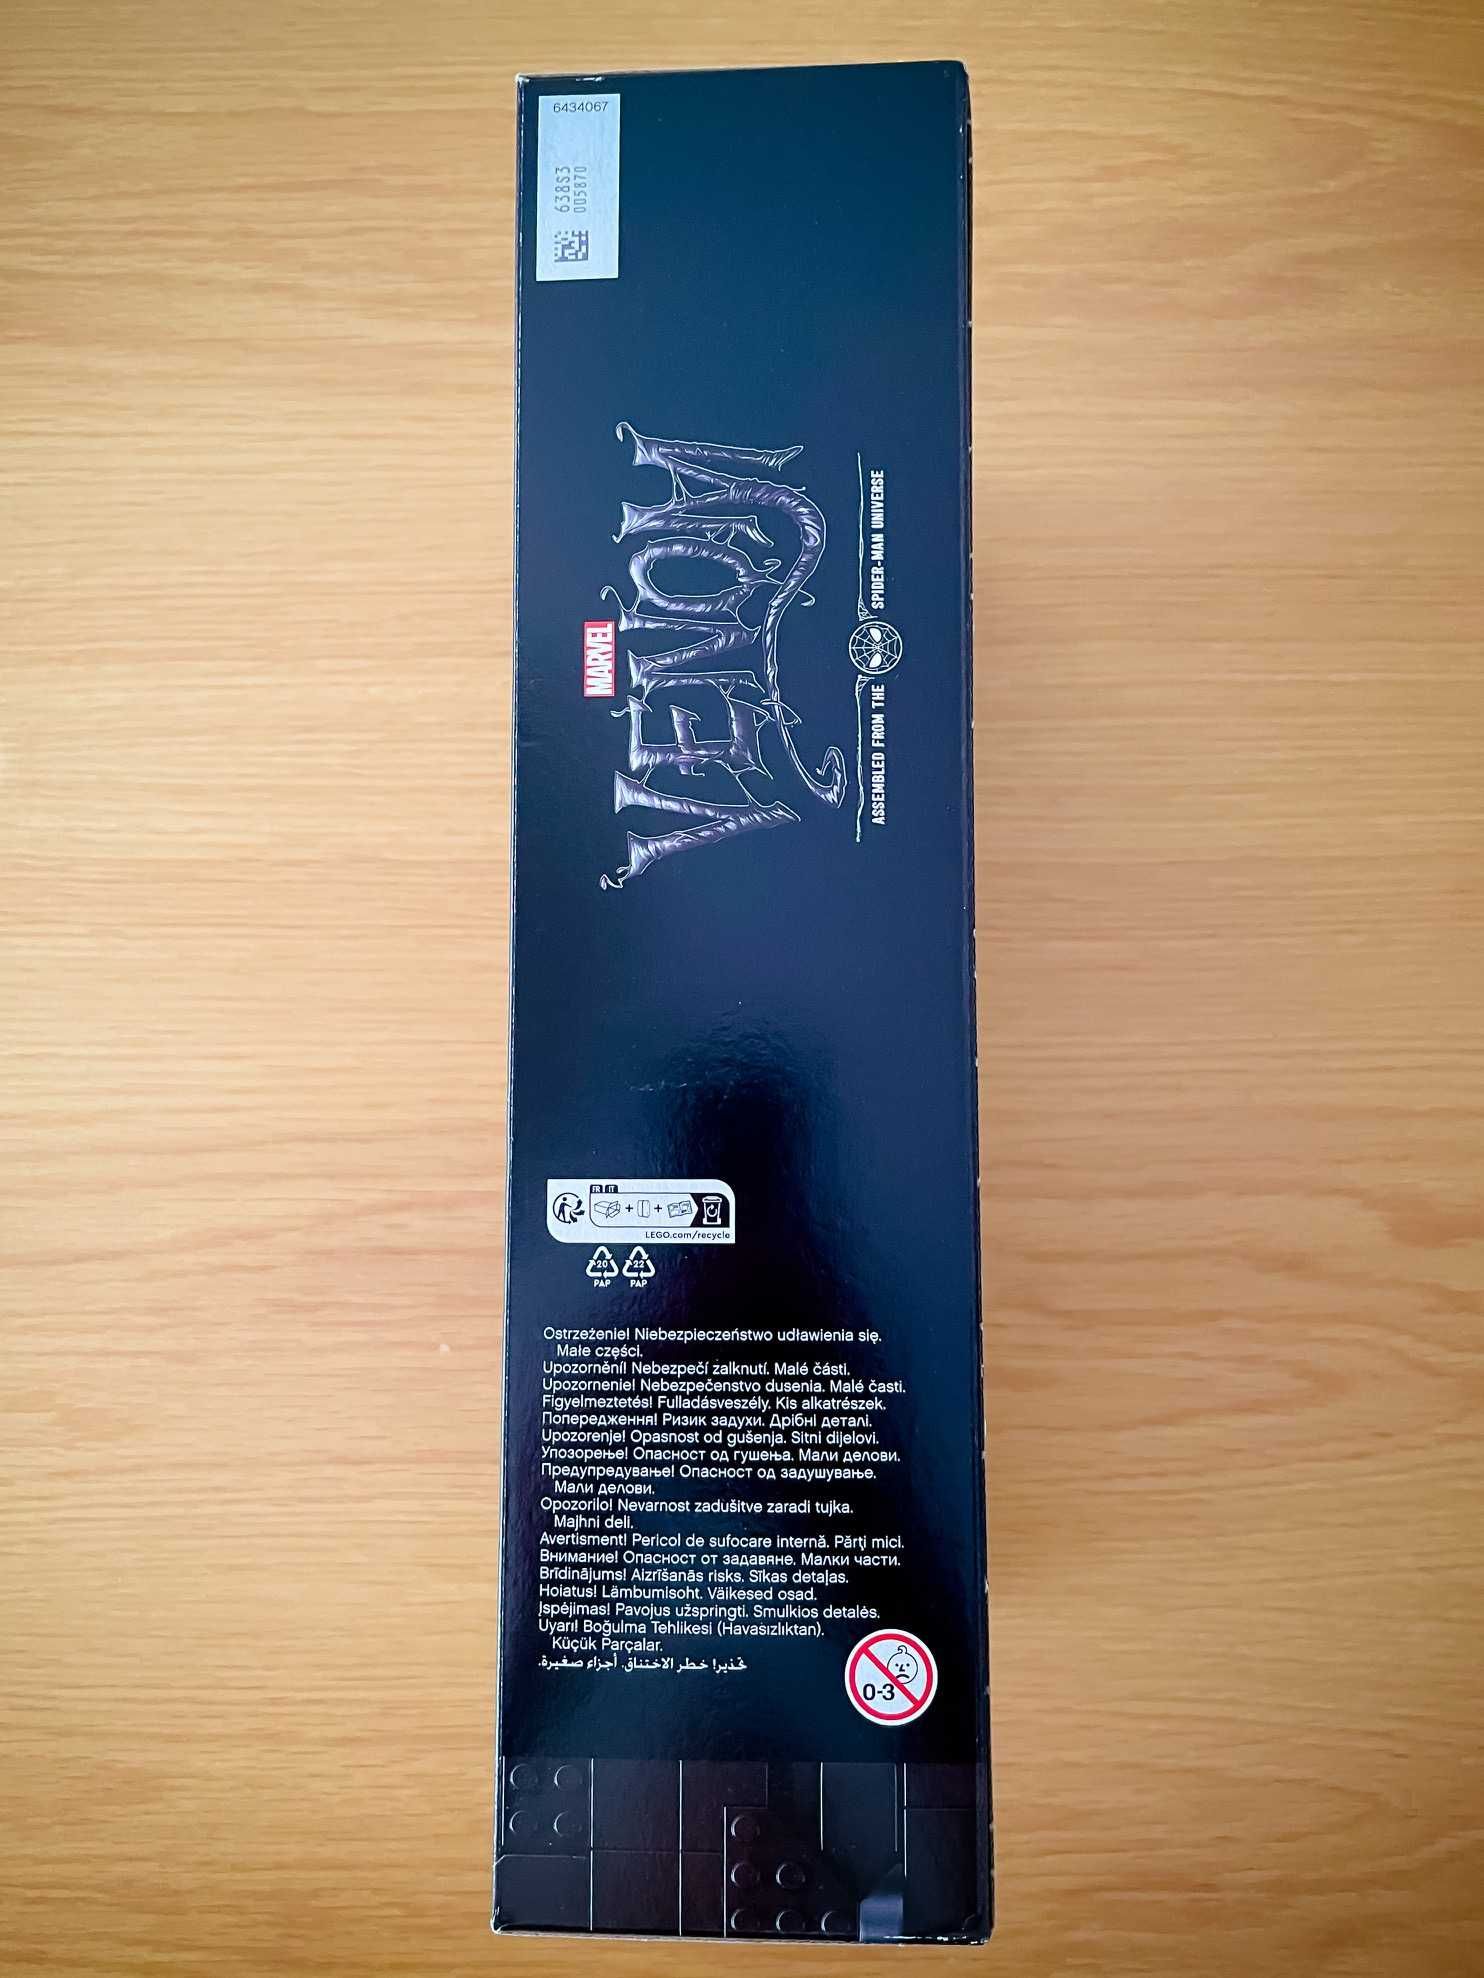 6434067
638S3
005870
MARVEL
VENOM
ASSEMBLED FROM THE SPIDER-MAN UNIVERSE
FR IT
+ +
LEGO.com/recycle
20 22
PAP PAP
Ostrzeżenie! Niebezpieczeństwo udławienia się.
Małe części.
Upozornění! Nebezpečí zalknutí. Malé části.
Upozornenie! Nebezpečenstvo dusenia. Malé časti.
Figyelmeztetés! Fulladásveszély. Kis alkatrészek.
Попередження! Ризик задухи. Дрібні деталі.
Upozorenje! Opasnost od gušenja. Sitni dijelovi.
Упозорење! Опасност од гушења. Мали делови.
Предупредување! Опасност од задушување.
Мали делови.
Opozorilo! Nevarnost zadušitve zaradi tujka.
Majhni deli.
Avertisment! Pericol de sufocare internă. Părţi mici.
Внимание! Опасност от задавяне. Малки части.
Brīdinājums! Aizrīšanās risks. Sīkas detaļas.
Hoiatus! Lämbumisoht. Väikesed osad.
Įspėjimas! Pavojus užspringti. Smulkios detalės.
Uyarı! Boğulma Tehlikesi (Havasızlıktan).
Küçük Parçalar.
تحذير! خطر الاختناق. أجزاء صغيرة.
0-3